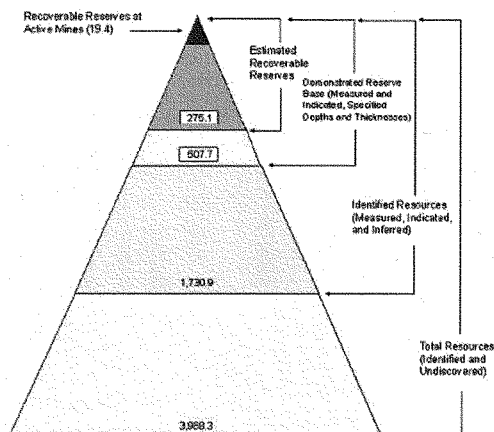 Recoverable Reserves at
Active Mines (19.4)
Estimated
Recoverable
Reserves
Demonstrated Reserve
Base (Measured and
Indicated, Specified
Depths and Thicknesses)
275.1
507.7
Identified Resources
(Measured, Indicated,
and Inferred)
1,730.9
Total Resources
(Identified and
Undiscovered)
3,968.3